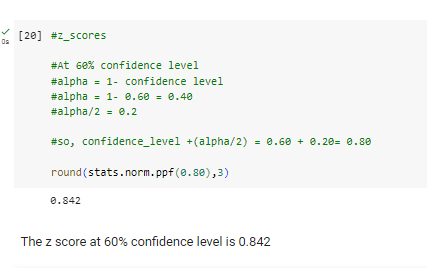 [20] #z_scores
0s
#At 60% confidence level
#alpha = 1- confidence level
#alpha = 1- 0.60 = 0.40
#alpha/2 = 0.2
#so, confidence_level +(alpha/2) = 0.60 + 0.20= 0.80
round(stats.norm.ppf(0.80),3)
0.842
The z score at 60% confidence level is 0.842